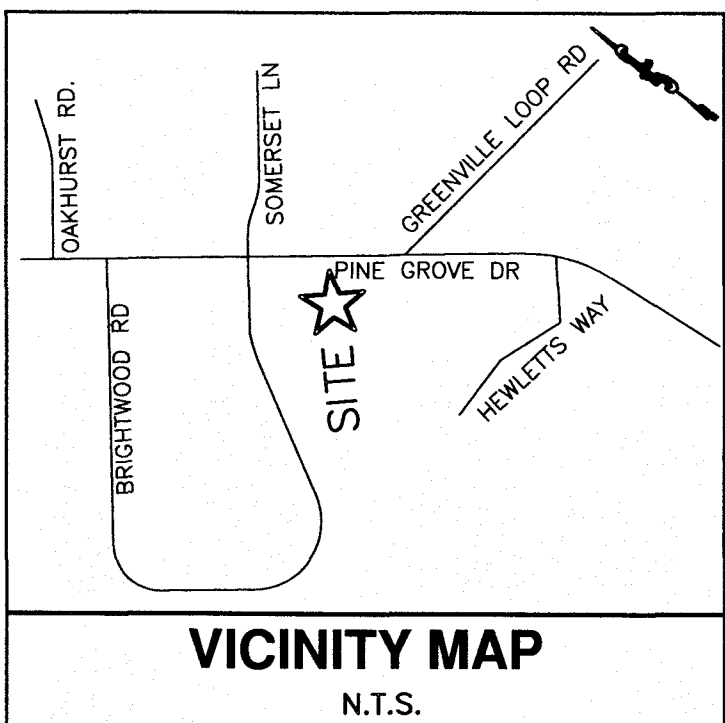 OAKHURST RD.
SOMERSET LN
GREENVILLE LOOP RD
PINE GROVE DR
BRIGHTWOOD RD
SITE
HEWLETTS WAY
VICINITY MAP
N.T.S.